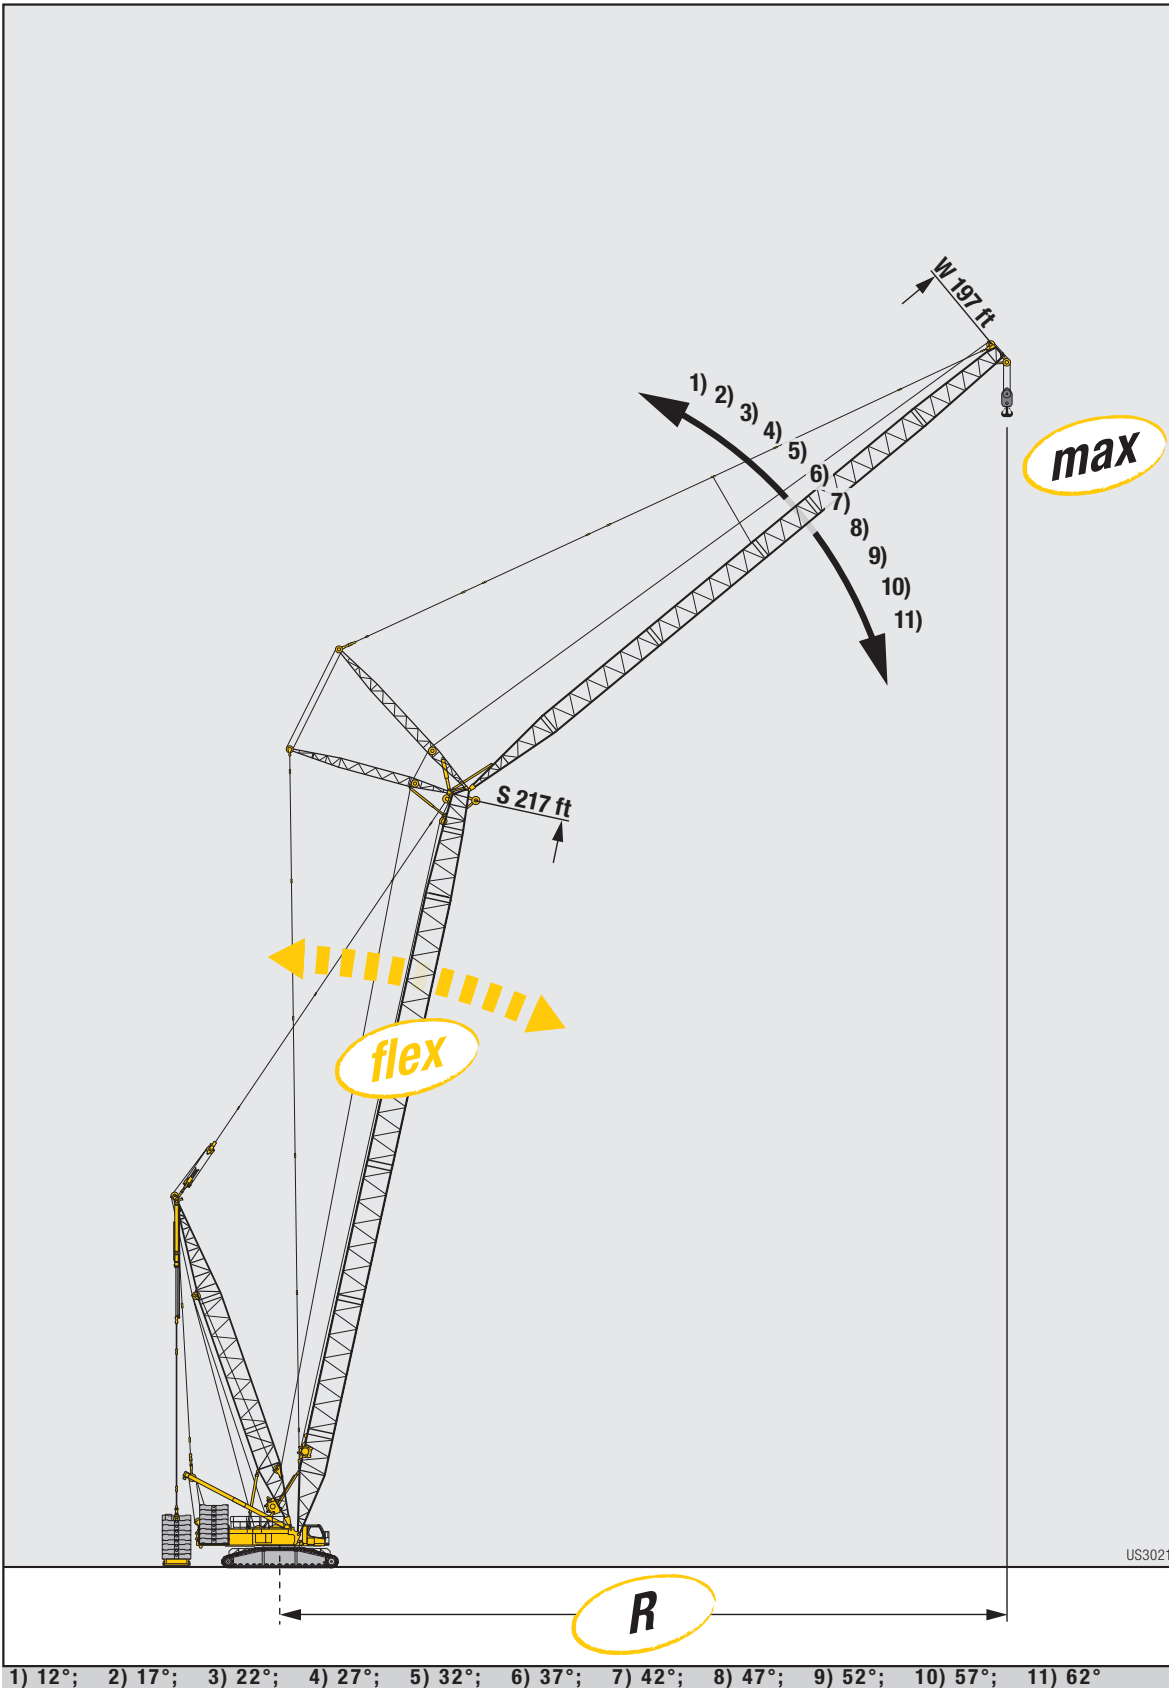 W 197 ft
1)
2)
3)
4)
5)
6)
7)
8)
9)
10)
11)
max
S 217 ft
flex
US3021
R
1) 12°; 2) 17°; 3) 22°; 4) 27°; 5) 32°; 6) 37°; 7) 42°; 8) 47°; 9) 52°; 10) 57°; 11) 62°